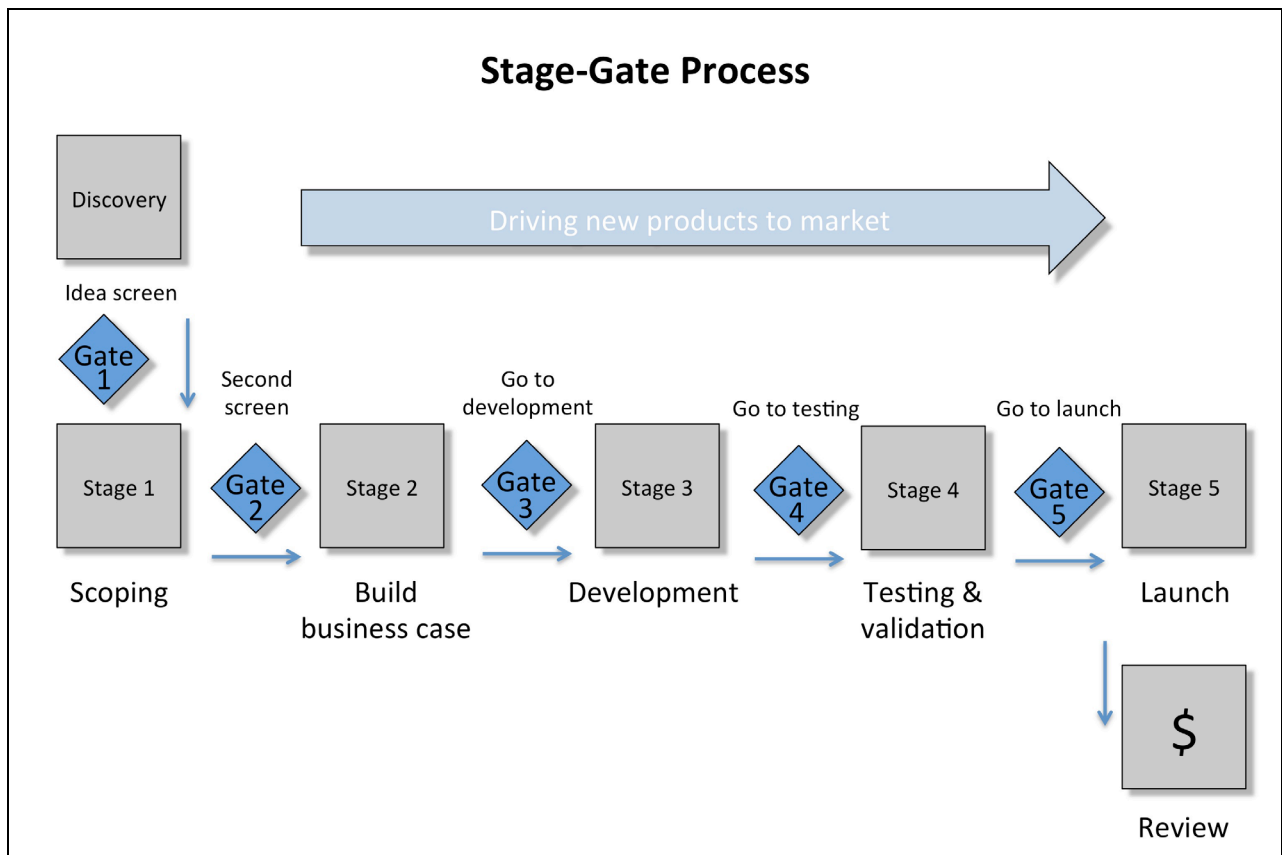 Stage-Gate Process
Discovery
Driving new products to market
Idea screen
Gate
1
Second
screen
Go to
development
Go to testing
Go to launch
Stage 1
Gate
2
Stage 2
Gate
3
Stage 3
Gate
4
Stage 4
Gate
5
Stage 5
Scoping
Build
business case
Development
Testing &
validation
Launch
$
Review